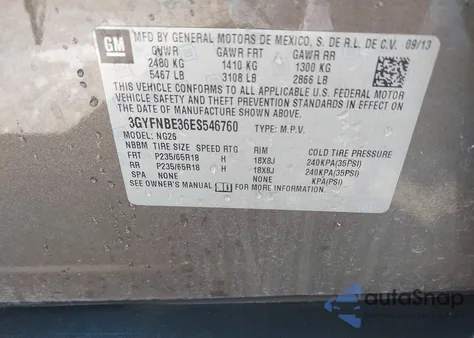 GM
MFD BY GENERAL MOTORS DE MEXICO, S. DE R.L. DE C.V. 09/13
GVWR GAWR FRT GAWR RR
2480 KG 1410 KG 1300 KG
5467 LB 3108 LB 2866 LB
THIS VEHICLE CONFORMS TO ALL APPLICABLE U.S. FEDERAL MOTOR
VEHICLE SAFETY, BUMPER, AND THEFT PREVENTION STANDARDS IN EFFECT ON
THE DATE OF MANUFACTURE SHOWN ABOVE.
3GYFNBE36ES546760 TYPE: M.P.V.
MODEL: NG26
NBBM TIRE SIZE SPEED RTG RIM COLD TIRE PRESSURE
FRT P235/65R18 H 18X8J 240KPA(35PSI)
RR P235/65R18 H 18X8J 240KPA(35PSI)
SPA NONE NONE KPA(PSI)
SEE OWNER'S MANUAL FOR MORE INFORMATION.
autoSnap